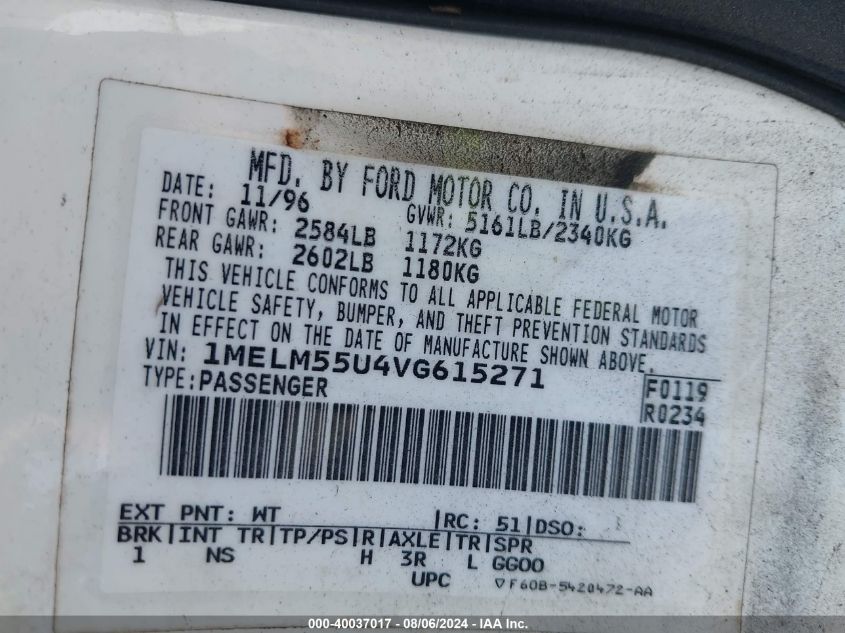 MFD. BY FORD MOTOR CO. IN U.S.A.
DATE: 11/96 GVWR: 5161LB/2340KG
FRONT GAWR: 2584LB 1172KG
REAR GAWR: 2602LB 1180KG
THIS VEHICLE CONFORMS TO ALL APPLICABLE FEDERAL MOTOR
VEHICLE SAFETY, BUMPER, AND THEFT PREVENTION STANDARDS
IN EFFECT ON THE DATE OF MANUFACTURE SHOWN ABOVE.
VIN: 1MELM55U4VG615271
TYPE: PASSENGER F0119
R0234
EXT PNT: WT |RC: 51|DSO:
BRK|INT TR|TP/PS|R|AXLE|TR|SPR
1 NS H 3R L GG00
UPC ▽F60B-5420472-AA
000-40037017 - 08/06/2024 - IAA Inc.